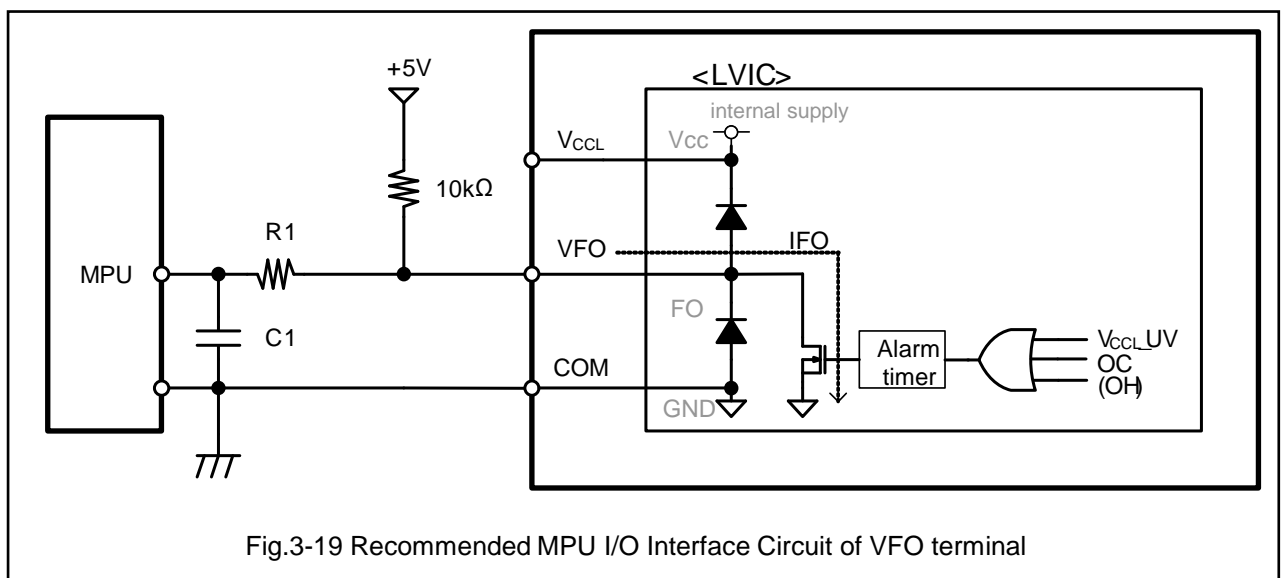 +5V
<LVIC>
internal supply
VCCL
Vcc
10kΩ
R1
VFO
IFO
MPU
FO
C1
Alarm
timer
VCCL_UV
OC
(OH)
COM
GND
Fig.3-19 Recommended MPU I/O Interface Circuit of VFO terminal